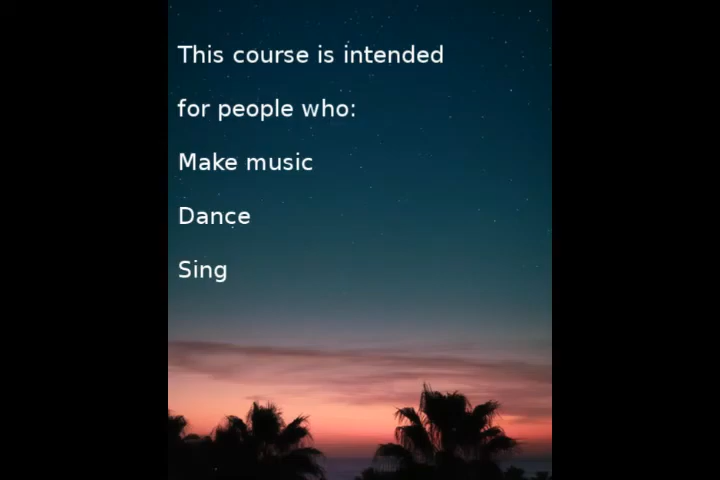 This course is intended
for people who:
Make music
Dance
Sing